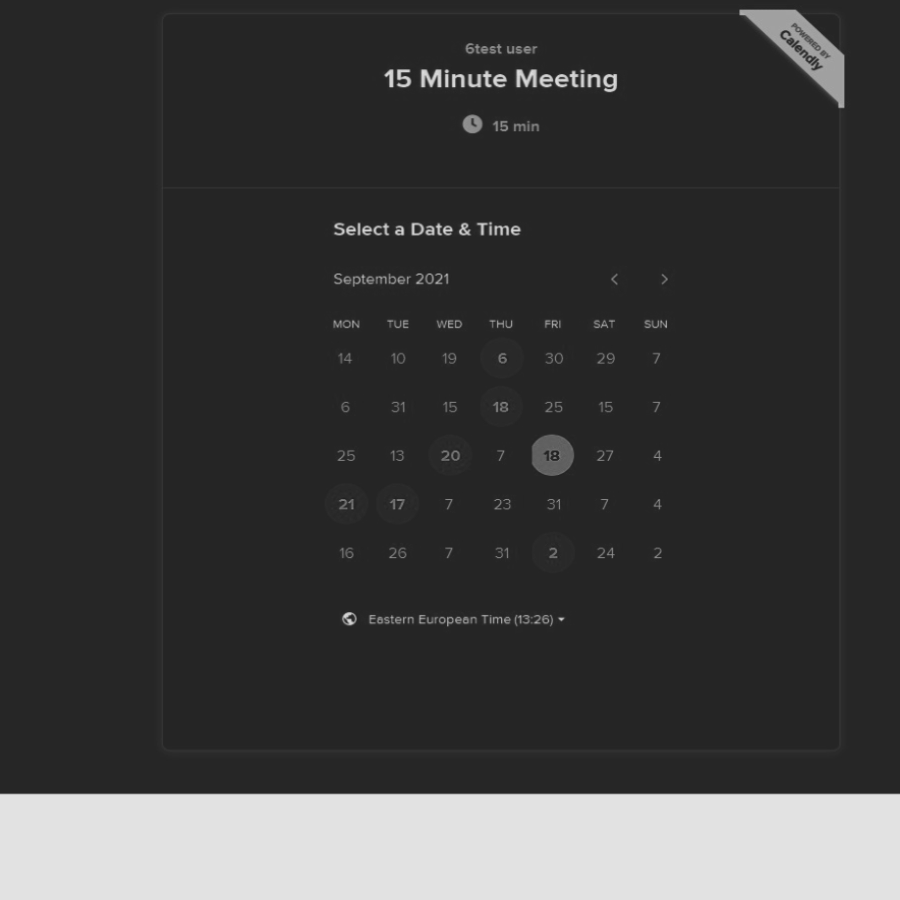 POWERED BY
Calendly
6test user
15 Minute Meeting
15 min
Select a Date & Time
September 2021
MON TUE WED THU FRI SAT SUN
14 10 19 6 30 29 7
6 31 15 18 25 15 7
25 13 20 7 18 27 4
21 17 7 23 31 7 4
16 26 7 31 2 24 2
Eastern European Time (13:26)